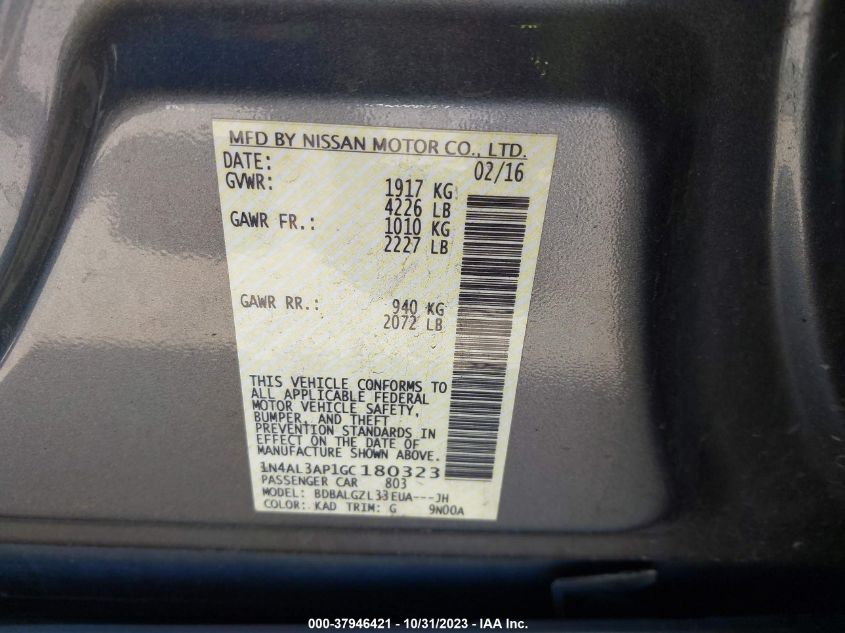 MFD BY NISSAN MOTOR CO., LTD.
DATE: 02/16
GVWR: 1917 KG
4226 LB
GAWR FR.: 1010 KG
2227 LB
GAWR RR.: 940 KG
2072 LB
THIS VEHICLE CONFORMS TO
ALL APPLICABLE FEDERAL
MOTOR VEHICLE SAFETY,
BUMPER, AND THEFT
PREVENTION STANDARDS IN
EFFECT ON THE DATE OF
MANUFACTURE SHOWN ABOVE.
1N4AL3AP1GC180323
PASSENGER CAR 803
MODEL: BDBALGZL33EUA---JH
COLOR: KAD TRIM: G 9N00A
000-37946421 - 10/31/2023 - IAA Inc.